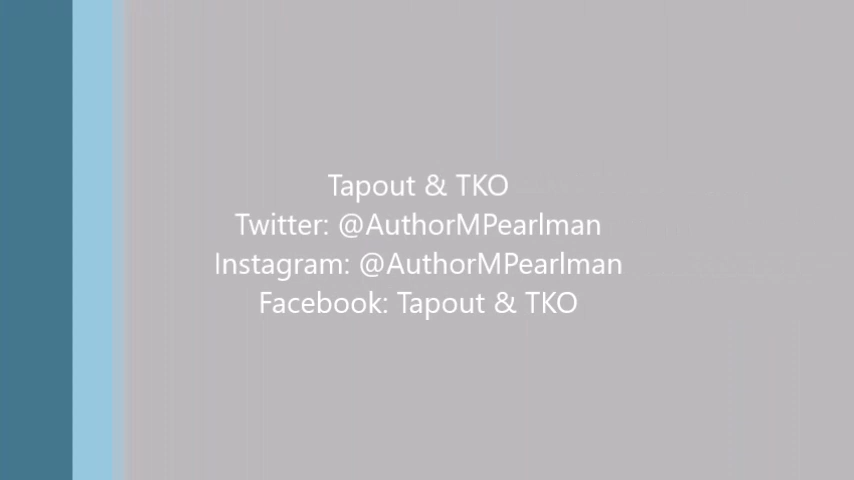 Tapout & TKO
Twitter: @AuthorMPearlman
Instagram: @AuthorMPearlman
Facebook: Tapout & TKO